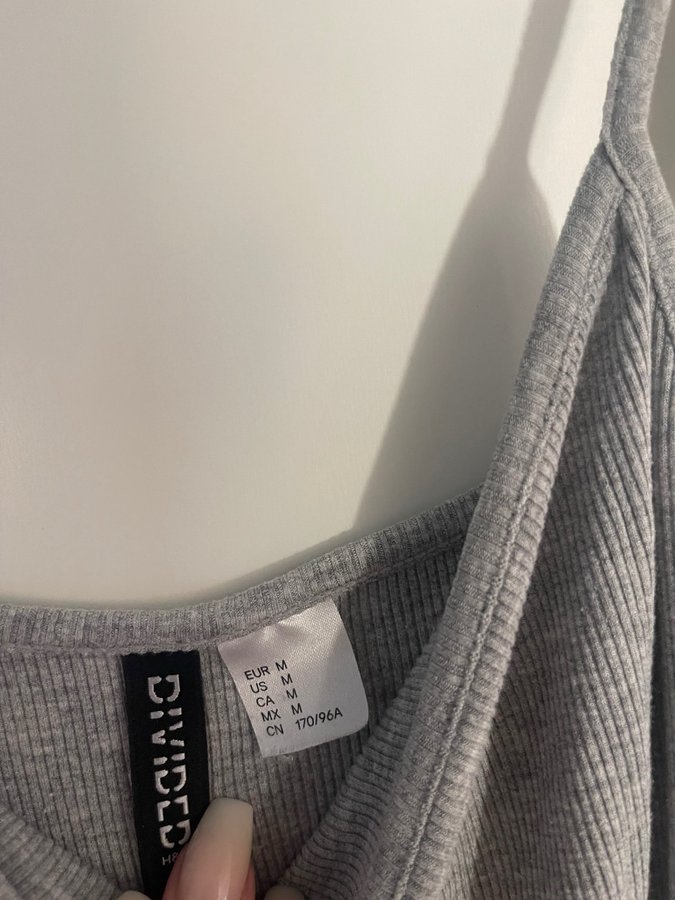 DIVIDED
H&
EUR M
US M
CA M
MX M
CN 170/96A